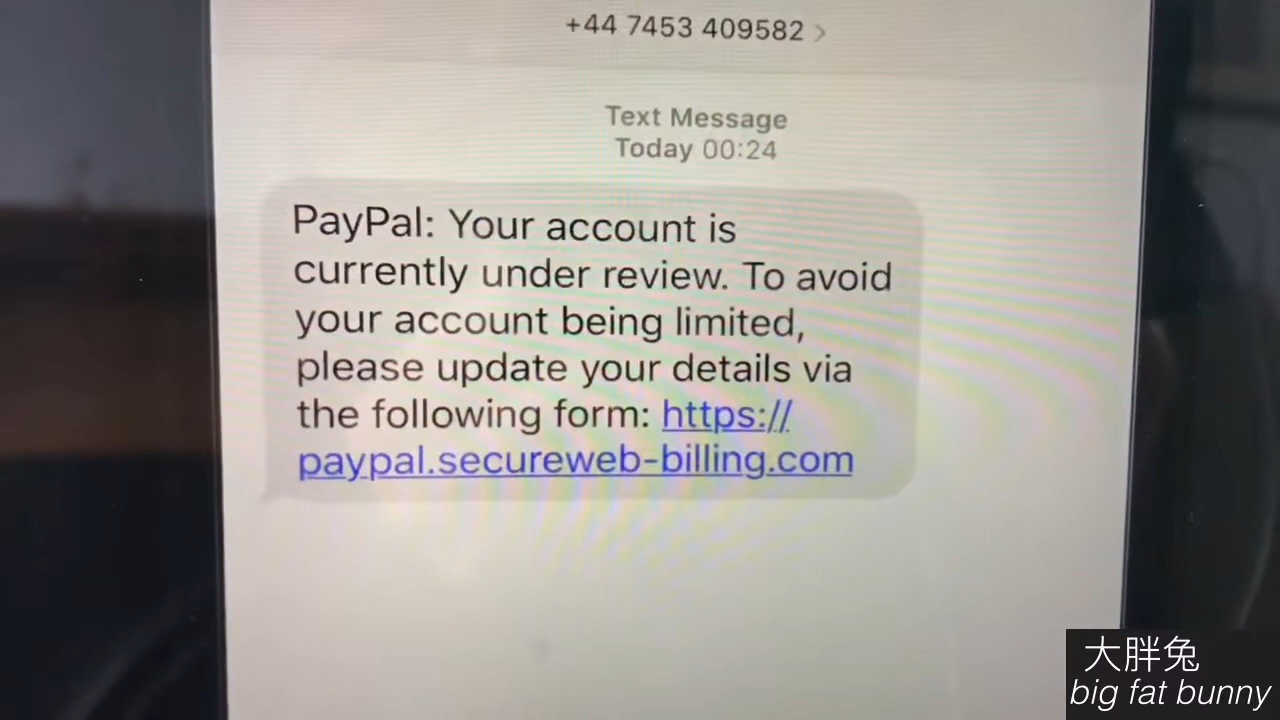 +44 7453 409582 >
Text Message
Today 00:24
PayPal: Your account is
currently under review. To avoid
your account being limited,
please update your details via
the following form: https://
paypal.secureweb-billing.com
大胖兔
big fat bunny